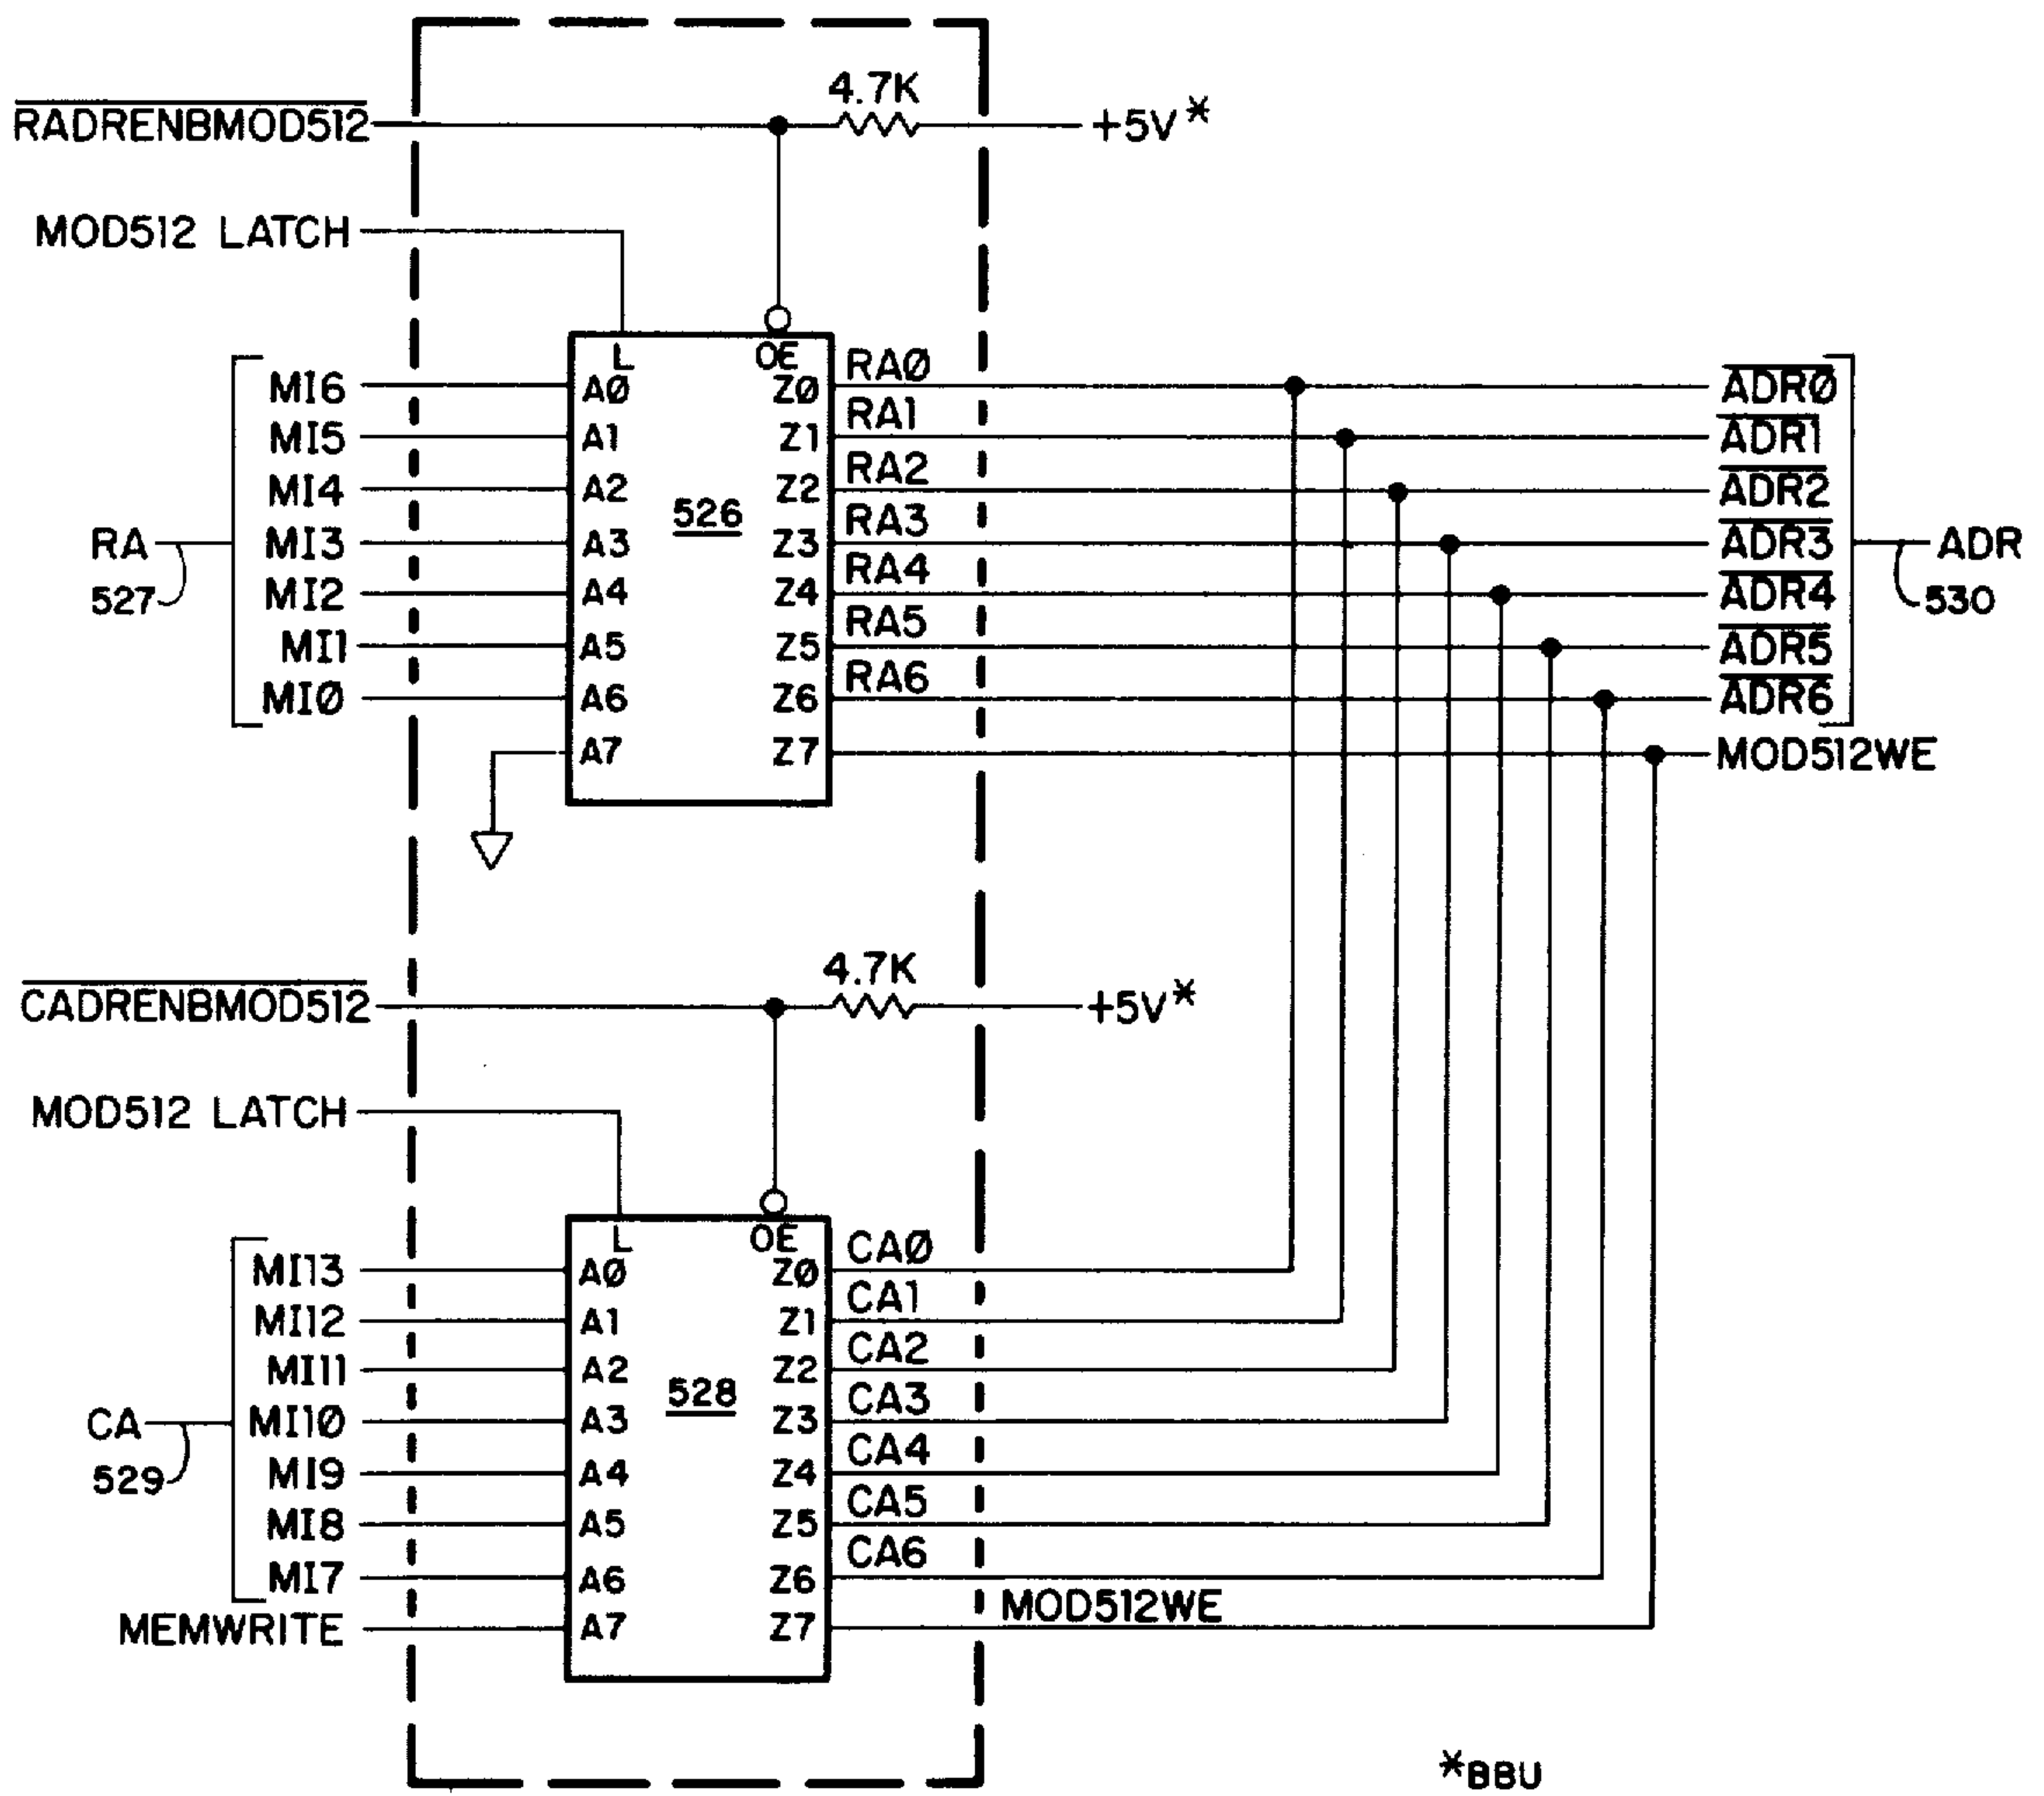 4.7K
RADRENBMOD512 +5V*
MOD512 LATCH
L OE RAØ
MI6 AØ ZØ ADRØ
RA1
MI5 A1 Z1 ADR1
RA2
MI4 A2 526 Z2 ADR2
RA3
RA MI3 A3 Z3 ADR3 ADR
RA4
527 MI2 A4 Z4 ADR4 530
RA5
MI1 A5 Z5 ADR5
RA6
MIØ A6 Z6 ADR6
A7 Z7 MOD512WE
4.7K
CADRENBMOD512 +5V*
MOD512 LATCH
L OE CAØ
MI13 AØ ZØ
CA1
MI12 A1 Z1
CA2
MI11 A2 528 Z2
CA3
CA MI1Ø A3 Z3
CA4
529 MI9 A4 Z4
CA5
MI8 A5 Z5
CA6
MI7 A6 Z6
MOD512WE
MEMWRITE A7 Z7
*BBU